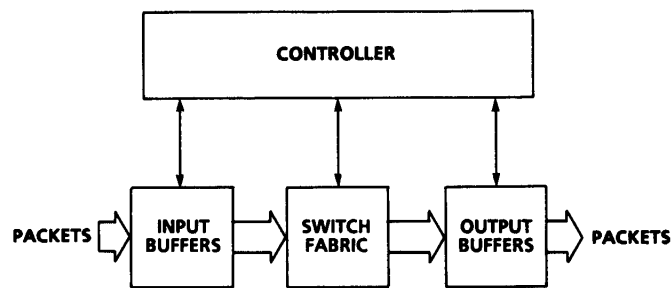 CONTROLLER
PACKETS
INPUT
BUFFERS
SWITCH
FABRIC
OUTPUT
BUFFERS
PACKETS